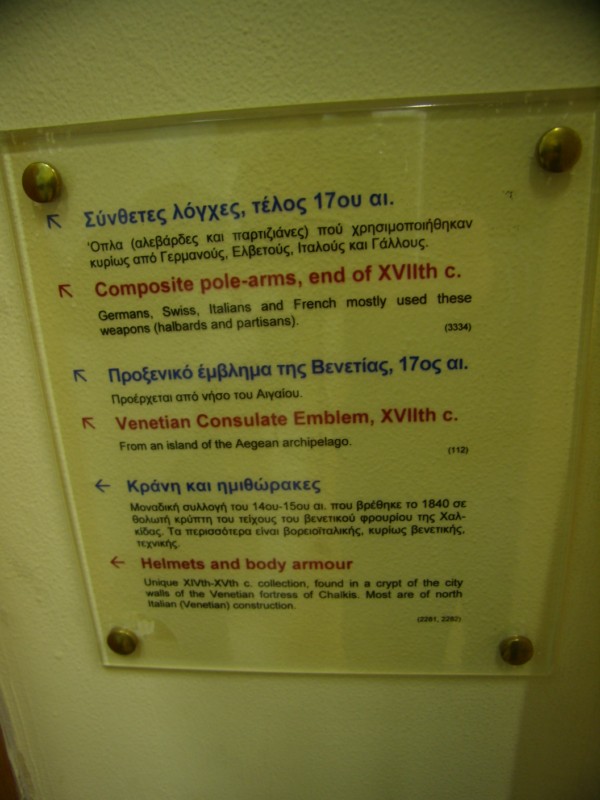 Σύνθετες λόγχες, τέλος 17ου αι.
Όπλα (αλεβάρδες και παρτιζιάνες) πού χρησιμοποιήθηκαν
κυρίως από Γερμανούς, Ελβετούς, Ιταλούς και Γάλλους.
Composite pole-arms, end of XVIIth c.
Germans, Swiss, Italians and French mostly used these
weapons (halbards and partisans).
(3334)
Προξενικό έμβλημα της Βενετίας, 17ος αι.
Προέρχεται από νήσο του Αιγαίου.
Venetian Consulate Emblem, XVIIth c.
From an island of the Aegean archipelago.
(112)
Κράνη και ημιθώρακες
Μοναδική συλλογή του 14ου-15ου αι. που βρέθηκε το 1840 σε
θολωτή κρύπτη του τείχους του βενετικού φρουρίου της Χαλ-
κίδας. Τα περισσότερα είναι βορειοϊταλικής, κυρίως βενετικής,
τεχνικής.
Helmets and body armour
Unique XIVth-XVth c. collection, found in a crypt of the city
walls of the Venetian fortress of Chalkis. Most are of north
Italian (Venetian) construction.
(2281, 2282)